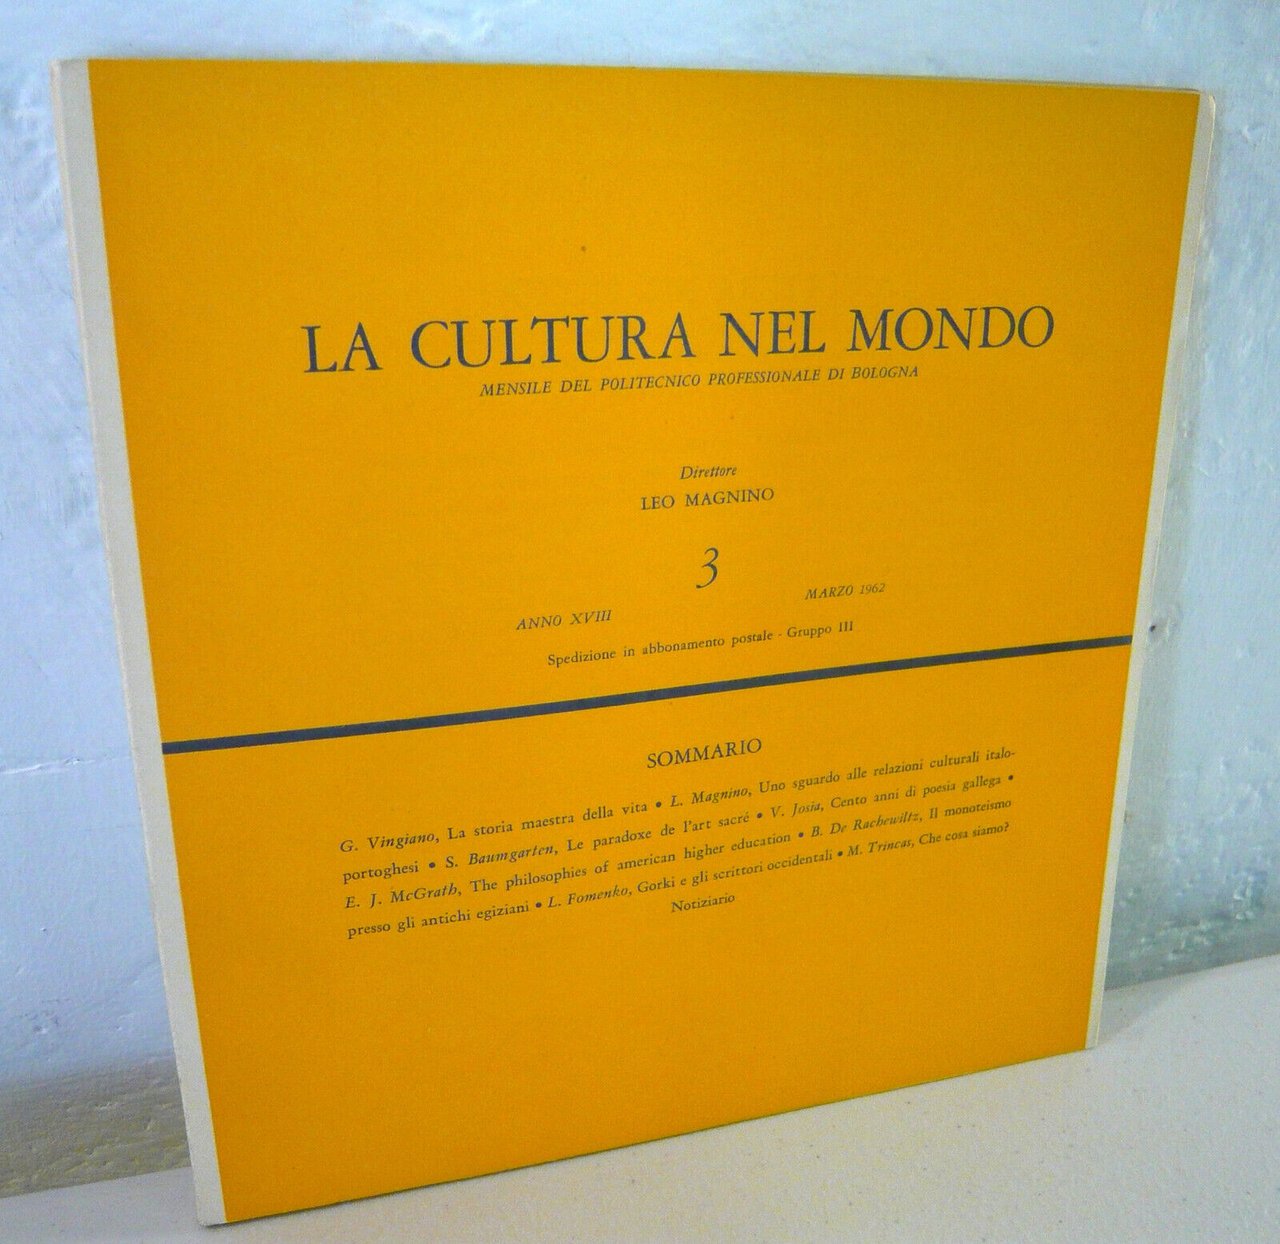 LA CULTURA NEL MONDO
MENSILE DEL POLITECNICO PROFESSIONALE DI BOLOGNA
Direttore
LEO MAGNINO
3
ANNO XVIII MARZO 1962
Spedizione in abbonamento postale - Gruppo III
SOMMARIO
G. Vingiano, La storia maestra della vita • L. Magnino, Uno sguardo alle relazioni culturali italo-
portoghesi • S. Baumgarten, Le paradoxe de l'art sacré • V. Josia, Cento anni di poesia gallega •
E. J. McGrath, The philosophies of american higher education • B. De Rachewiltz, Il monoteismo
presso gli antichi egiziani • L. Fomenko, Gorki e gli scrittori occidentali • M. Trincas, Che cosa siamo?
Notiziario